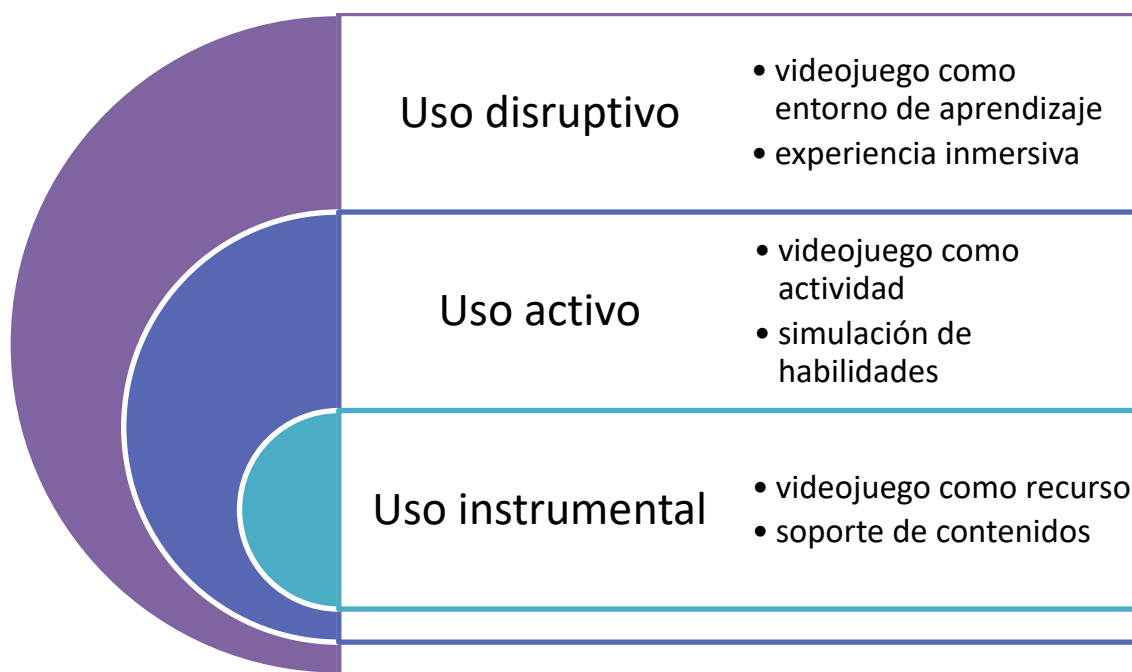 Uso disruptivo
• videojuego como
entorno de aprendizaje
• experiencia inmersiva
Uso activo
• videojuego como
actividad
• simulación de
habilidades
Uso instrumental
• videojuego como recurso
• soporte de contenidos